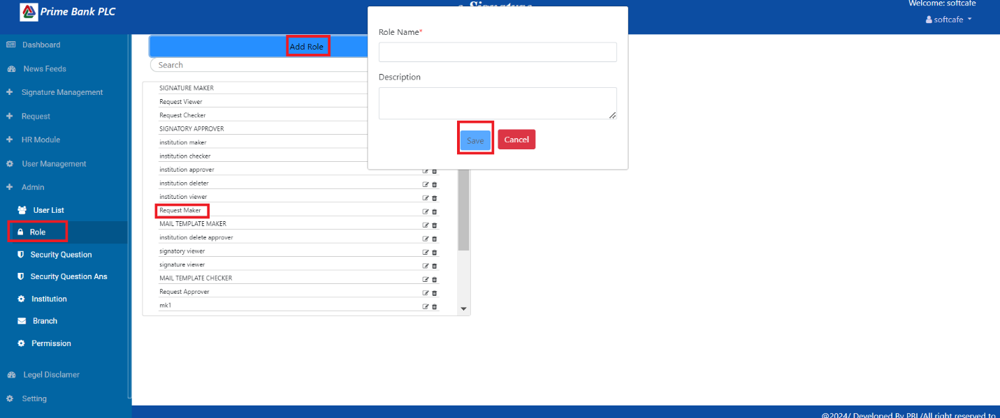 Prime Bank PLC
e-Signature
Welcome: softcafe
softcafe
Dashboard
News Feeds
Signature Management
Request
HR Module
User Management
Admin
User List
Role
Security Question
Security Question Ans
Institution
Branch
Permission
Legel Disclamer
Setting
Add Role
Search
SIGNATURE MAKER
Request Viewer
Request Checker
SIGNATORY APPROVER
institution maker
institution checker
institution approver
institution deleter
institution viewer
Request Maker
MAIL TEMPLATE MAKER
institution delete approver
signatory viewer
signature viewer
MAIL TEMPLATE CHECKER
Request Approver
mk1
Role Name*
Description
Save
Cancel
@2024/ Developed By PBL/All right reserved to